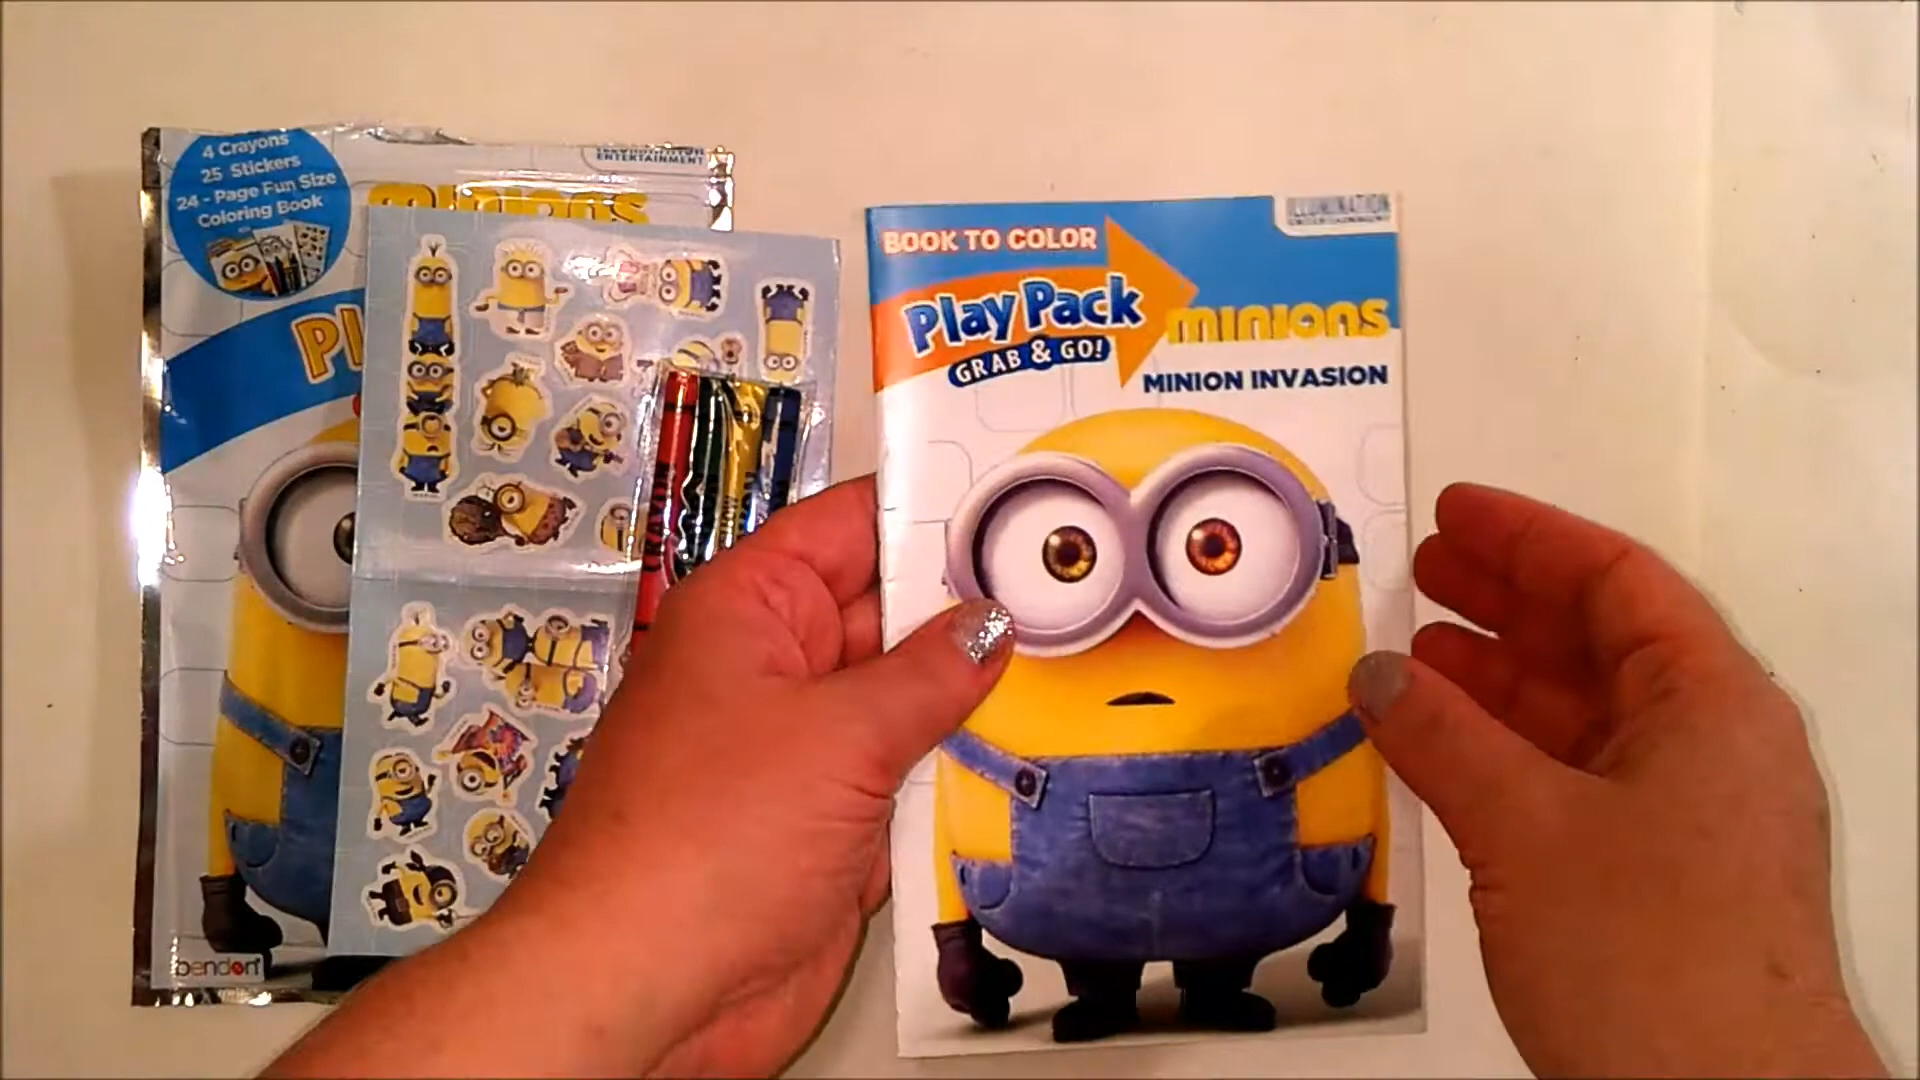 4 Crayons
25 Stickers
24 - Page Fun Size
Coloring Book
ENTERTAINMENT
minions
Pl
bendon
BOOK TO COLOR
ILLUMINATION
ENTERTAINMENT
Play Pack
GRAB & GO!
minions
MINION INVASION